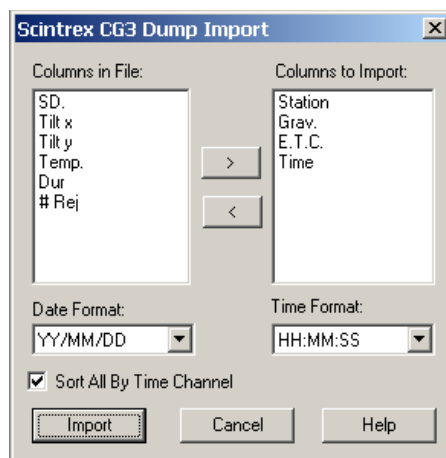 Scintrex CG3 Dump Import
Columns in File:
SD.
Tilt x
Tilt y
Temp.
Dur
# Rej
>
<
Columns to Import:
Station
Grav.
E.T.C.
Time
Date Format:
YY/MM/DD
Time Format:
HH:MM:SS
Sort All By Time Channel
Import
Cancel
Help